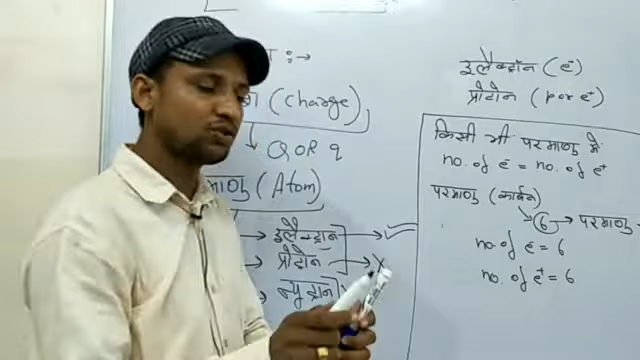 :→
(Charge)
Q OR q
(Atom)
→ इलैक्ट्रान →
→ प्रोटोन → X
→ न्यूट्रान
इलैक्ट्रॉन (e⁻)
प्रोटोन (p or e⁺)
किसी भी परमाणु में
no. of e⁻ = no. of e⁺
परमाणु (कार्बन)
6 → परमाणु
no. of e⁻ = 6
no. of e⁺ = 6